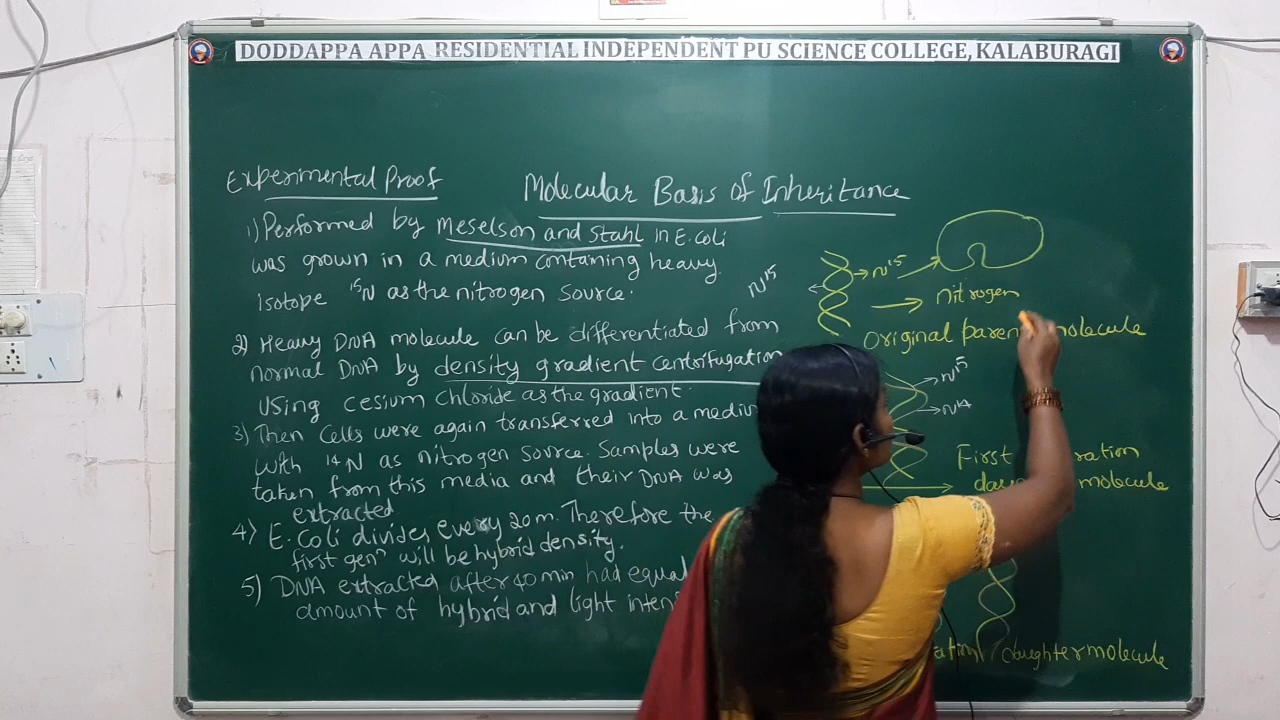 DODDAPPA APPA RESIDENTIAL INDEPENDENT PU SCIENCE COLLEGE, KALABURAGI
Experimental Proof
Molecular Basis of Inheritance
1) Performed by Meselson and Stahl in E.coli
was grown in a medium containing heavy
isotope ¹⁵N as the nitrogen source.
2) Heavy DNA molecule can be differentiated from
normal DNA by density gradient centrifugation
Using cesium chloride as the gradient.
3) Then Cells were again transferred into a medium
with ¹⁴N as nitrogen source. Samples were
taken from this media and their DNA was
extracted
4) E. Coli divides every 20m. Therefore the
first genⁿ will be hybrid density.
5) DNA extracted after 40 min had equal
amount of hybrid and light
N¹⁵
N¹⁵
Nitrogen
Original molecule
N¹⁵
N¹⁴
First
molecule
daughter molecule